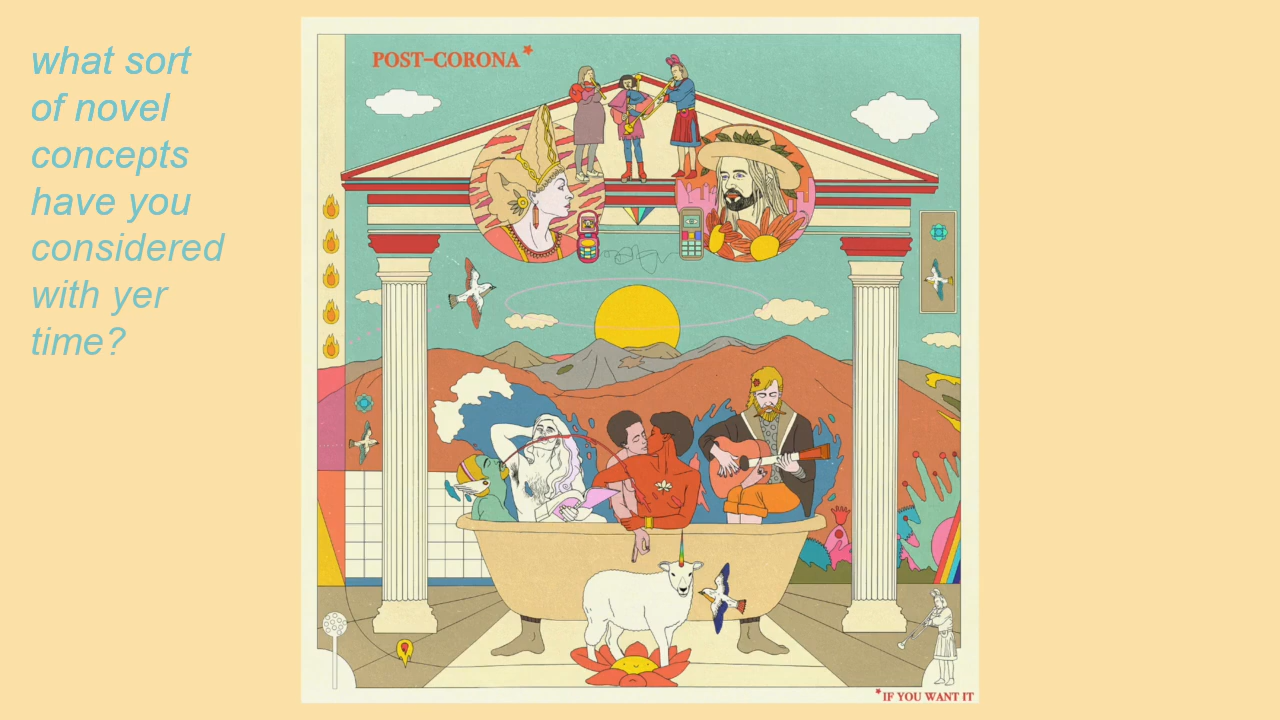 what sort
of novel
concepts
have you
considered
with yer
time?
POST-CORONA*
*IF YOU WANT IT